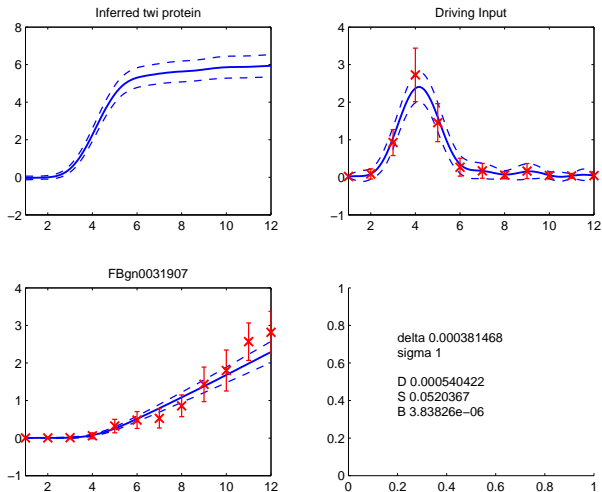 Inferred twi protein
8
6
4
2
0
−2
2 4 6 8 10 12
Driving Input
4
3
2
1
0
−1
2 4 6 8 10 12
FBgn0031907
4
3
2
1
0
−1
2 4 6 8 10 12
1
0.8
0.6
0.4
0.2
0
0 0.2 0.4 0.6 0.8 1
delta 0.000381468
sigma 1
D 0.000540422
S 0.0520367
B 3.83826e−06